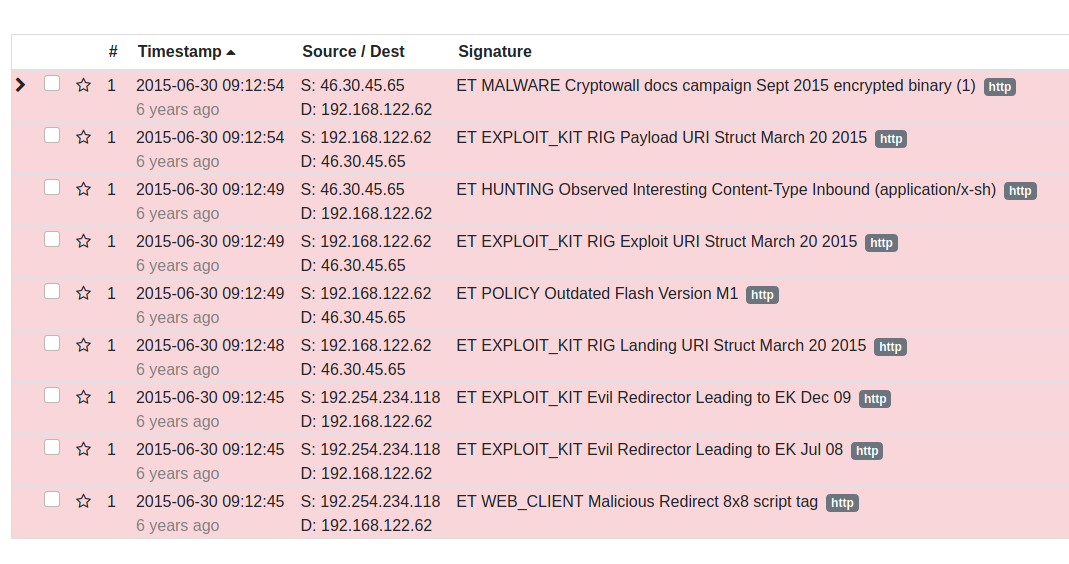 # Timestamp Source / Dest Signature
1 2015-06-30 09:12:54 S: 46.30.45.65 ET MALWARE Cryptowall docs campaign Sept 2015 encrypted binary (1) http
6 years ago D: 192.168.122.62
1 2015-06-30 09:12:54 S: 192.168.122.62 ET EXPLOIT_KIT RIG Payload URI Struct March 20 2015 http
6 years ago D: 46.30.45.65
1 2015-06-30 09:12:49 S: 46.30.45.65 ET HUNTING Observed Interesting Content-Type Inbound (application/x-sh) http
6 years ago D: 192.168.122.62
1 2015-06-30 09:12:49 S: 192.168.122.62 ET EXPLOIT_KIT RIG Exploit URI Struct March 20 2015 http
6 years ago D: 46.30.45.65
1 2015-06-30 09:12:49 S: 192.168.122.62 ET POLICY Outdated Flash Version M1 http
6 years ago D: 46.30.45.65
1 2015-06-30 09:12:48 S: 192.168.122.62 ET EXPLOIT_KIT RIG Landing URI Struct March 20 2015 http
6 years ago D: 46.30.45.65
1 2015-06-30 09:12:45 S: 192.254.234.118 ET EXPLOIT_KIT Evil Redirector Leading to EK Dec 09 http
6 years ago D: 192.168.122.62
1 2015-06-30 09:12:45 S: 192.254.234.118 ET EXPLOIT_KIT Evil Redirector Leading to EK Jul 08 http
6 years ago D: 192.168.122.62
1 2015-06-30 09:12:45 S: 192.254.234.118 ET WEB_CLIENT Malicious Redirect 8x8 script tag http
6 years ago D: 192.168.122.62